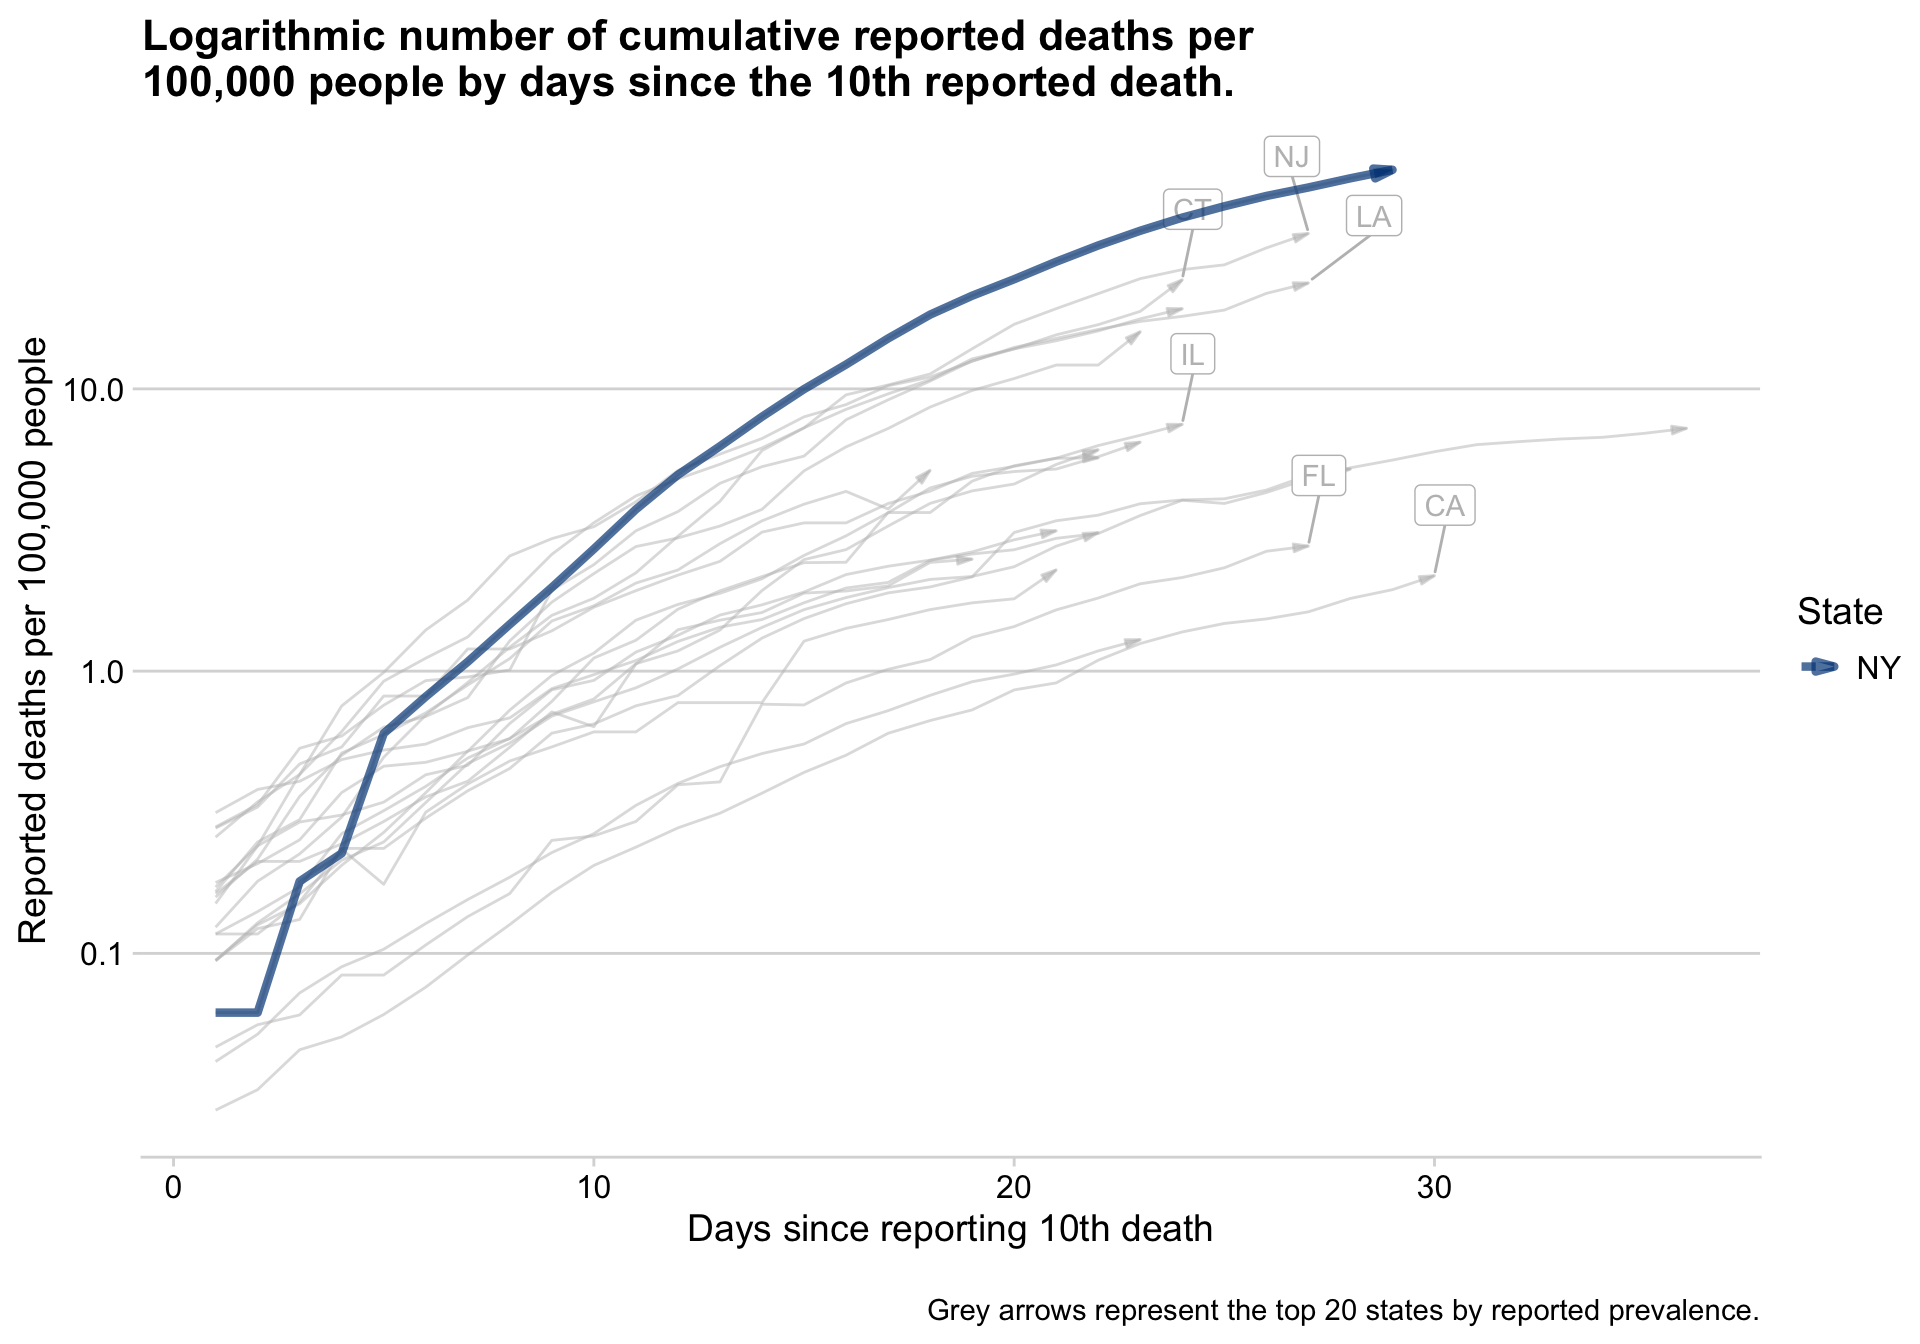 Logarithmic number of cumulative reported deaths per
100,000 people by days since the 10th reported death.
Reported deaths per 100,000 people
10.0
1.0
0.1
NJ
CT
LA
IL
FL
CA
State
NY
0
10
20
30
Days since reporting 10th death
Grey arrows represent the top 20 states by reported prevalence.